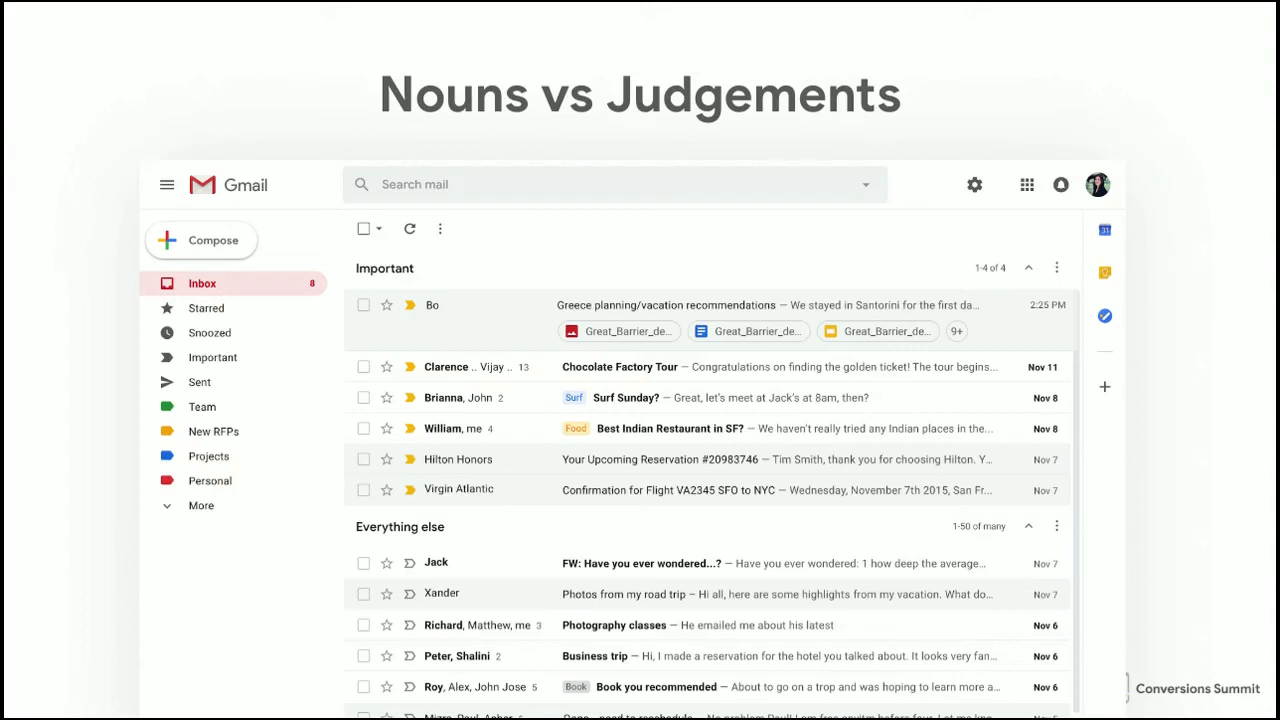 Nouns vs Judgements
Gmail
Search mail
Compose
Inbox 8
Starred
Snoozed
Important
Sent
Team
New RFPs
Projects
Personal
More
Important 1-4 of 4
Bo Greece planning/vacation recommendations — We stayed in Santorini for the first da... 2:25 PM
Great_Barrier_de... Great_Barrier_de... Great_Barrier_de... 9+
Clarence .. Vijay .. 13 Chocolate Factory Tour — Congratulations on finding the golden ticket! The tour begins... Nov 11
Brianna, John 2 Surf Surf Sunday? — Great, let's meet at Jack's at 8am, then? Nov 8
William, me 4 Food Best Indian Restaurant in SF? — We haven't really tried any Indian places in the... Nov 8
Hilton Honors Your Upcoming Reservation #20983746 — Tim Smith, thank you for choosing Hilton. Y... Nov 7
Virgin Atlantic Confirmation for Flight VA2345 SFO to NYC — Wednesday, November 7th 2015, San Fr... Nov 7
Everything else 1-50 of many
Jack FW: Have you ever wondered...? — Have you ever wondered: 1 how deep the average... Nov 7
Xander Photos from my road trip — Hi all, here are some highlights from my vacation. What do... Nov 7
Richard, Matthew, me 3 Photography classes — He emailed me about his latest Nov 6
Peter, Shalini 2 Business trip — Hi, I made a reservation for the hotel you talked about. It looks very fan... Nov 6
Roy, Alex, John Jose 5 Book Book you recommended — About to go on a trop and was hoping to learn more a... Nov 6
31
Conversions Summit